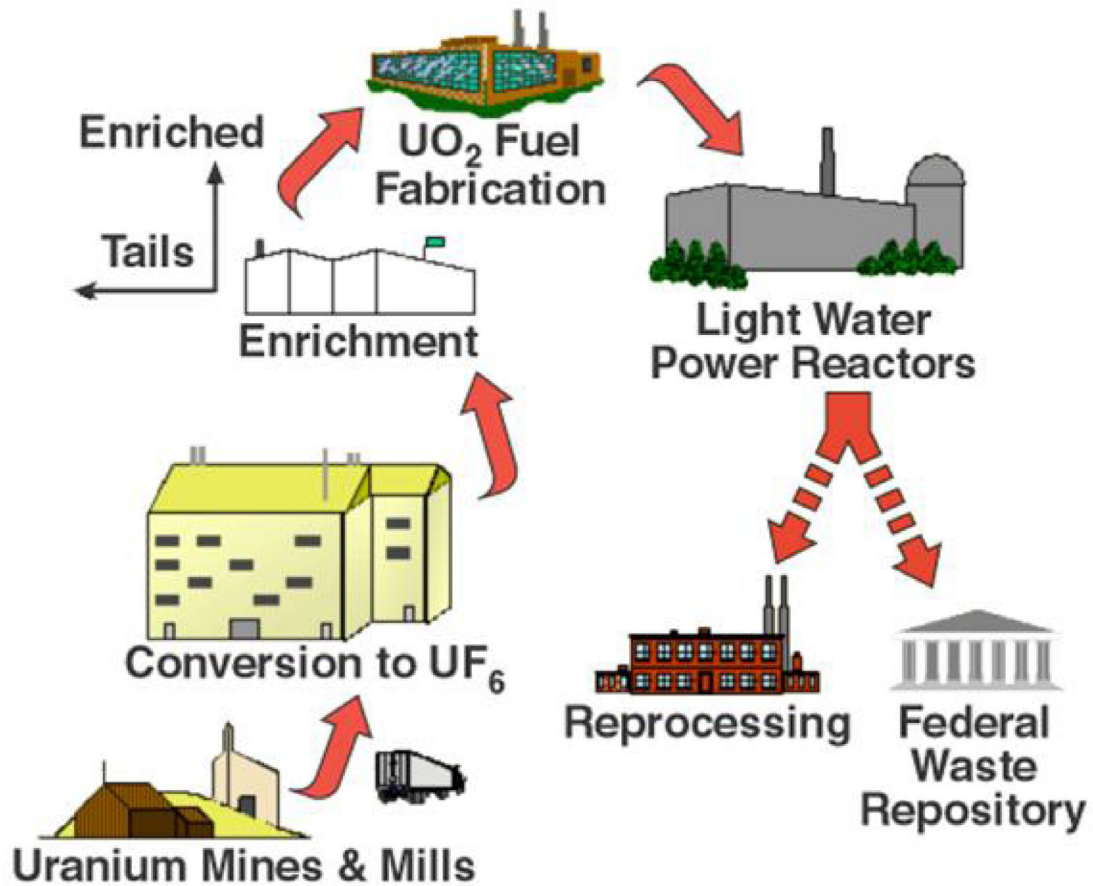 Enriched
Tails
UO₂ Fuel
Fabrication
Enrichment
Light Water
Power Reactors
Conversion to UF₆
Reprocessing
Federal
Waste
Repository
Uranium Mines & Mills